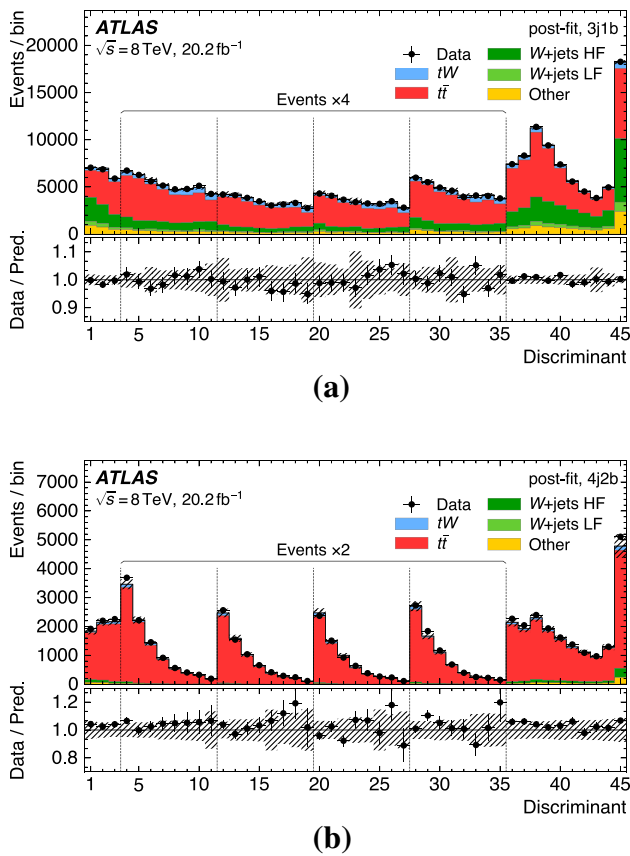 ATLAS
√s = 8 TeV, 20.2 fb⁻¹
post-fit, 3j1b
Data
tW
tt̄
W+jets HF
W+jets LF
Other
Events ×4
Events / bin
17500
15000
12500
10000
7500
5000
2500
0
Data / Pred.
1.1
1.0
0.9
1 5 10 15 20 25 30 35 40 45
Discriminant
(a)
ATLAS
√s = 8 TeV, 20.2 fb⁻¹
post-fit, 4j2b
Data
tW
tt̄
W+jets HF
W+jets LF
Other
Events ×2
Events / bin
7000
6000
5000
4000
3000
2000
1000
0
Data / Pred.
1.2
1.0
0.8
1 5 10 15 20 25 30 35 40 45
Discriminant
(b)